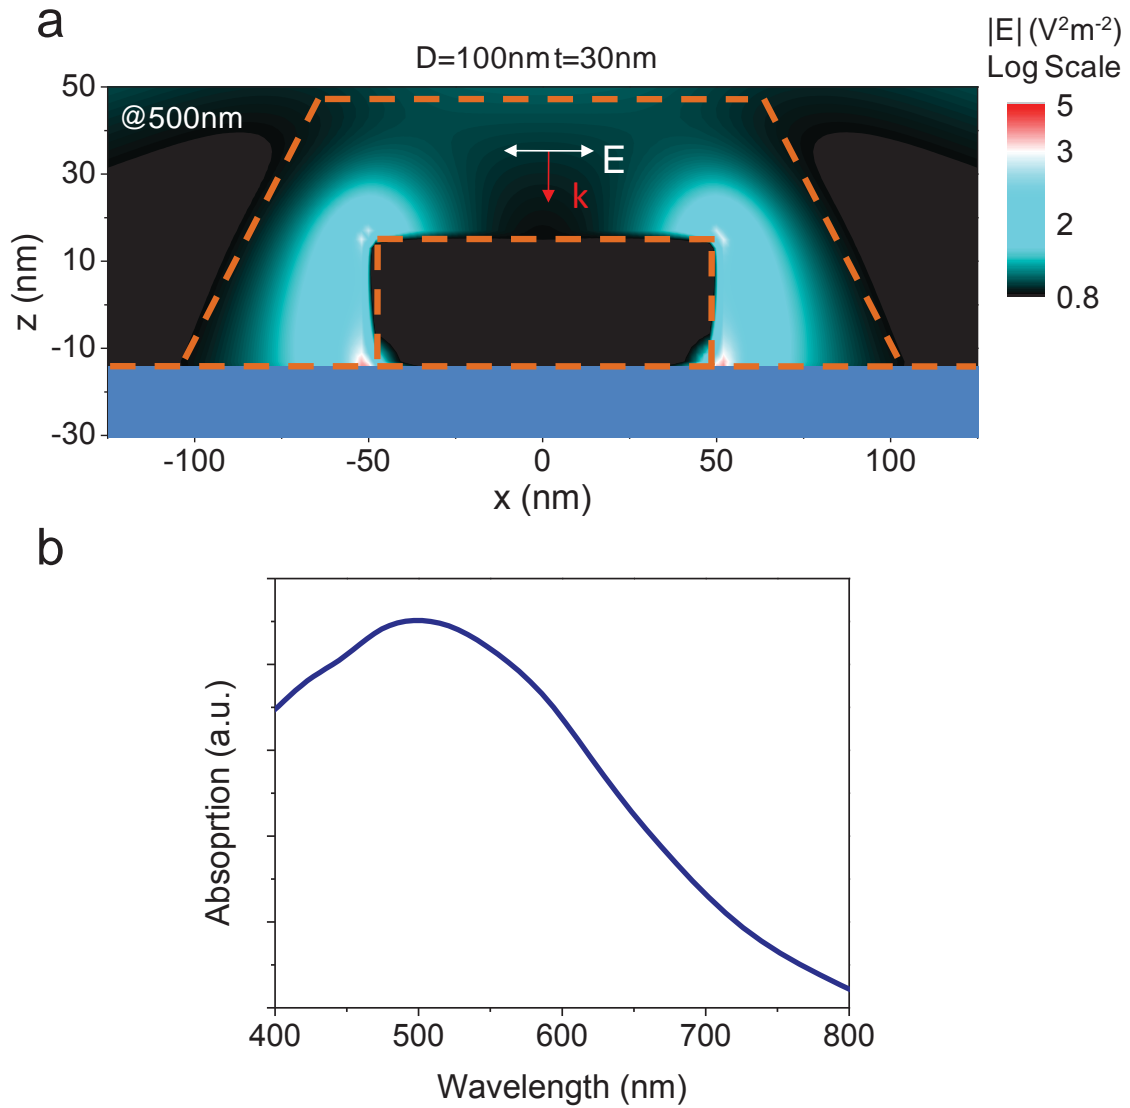 a
D=100nm t=30nm
|E| (V²m⁻²)
Log Scale
@500nm
E
k
5
3
2
0.8
z (nm)
50
30
10
-10
-30
-100 -50 0 50 100
x (nm)
b
Absoprtion (a.u.)
400 500 600 700 800
Wavelength (nm)